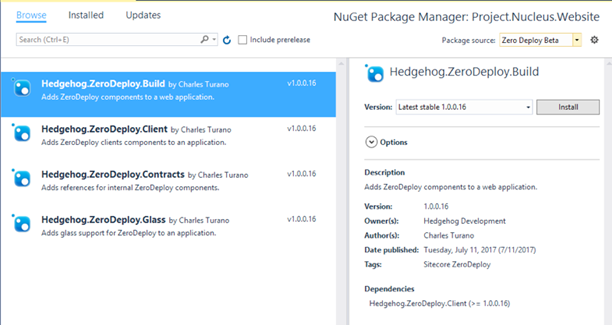 Browse Installed Updates NuGet Package Manager: Project.Nucleus.Website
Search (Ctrl+E) Include prerelease Package source: Zero Deploy Beta
Hedgehog.ZeroDeploy.Build by Charles Turano v1.0.0.16
Adds ZeroDeploy components to a web application.
Hedgehog.ZeroDeploy.Client by Charles Turano v1.0.0.16
Adds ZeroDeploy clients components to an application.
Hedgehog.ZeroDeploy.Contracts by Charles Turano v1.0.0.16
Adds references for internal ZeroDeploy components.
Hedgehog.ZeroDeploy.Glass by Charles Turano v1.0.0.16
Adds glass support for ZeroDeploy to an application.
Hedgehog.ZeroDeploy.Build
Version: Latest stable 1.0.0.16 Install
Options
Description
Adds ZeroDeploy components to a web application.
Version: 1.0.0.16
Owner(s): Hedgehog Development
Author(s): Charles Turano
Date published: Tuesday, July 11, 2017 (7/11/2017)
Tags: Sitecore ZeroDeploy
Dependencies
Hedgehog.ZeroDeploy.Client (>= 1.0.0.16)